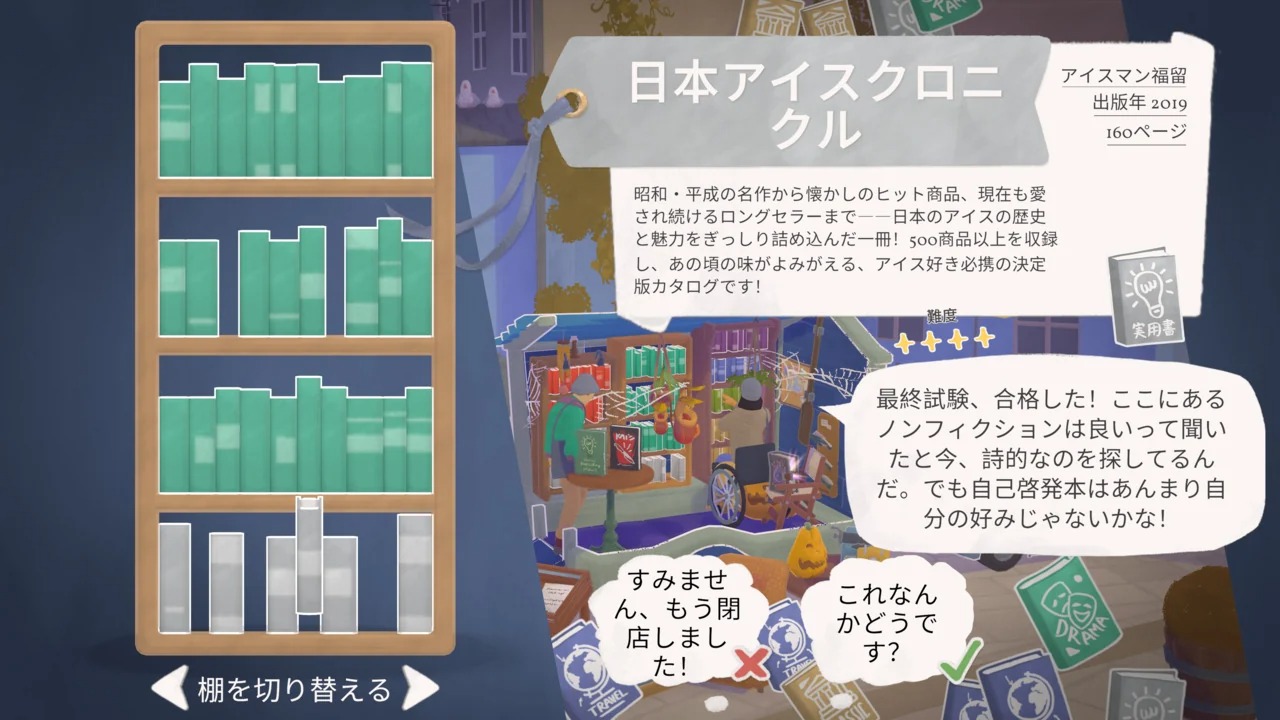 日本アイスクロニ
クル
アイスマン福留
出版年 2019
160ページ
昭和・平成の名作から懐かしのヒット商品、現在も愛
され続けるロングセラーまで——日本のアイスの歴史
と魅力をぎっしり詰め込んだ一冊！500商品以上を収録
し、あの頃の味がよみがえる、アイス好き必携の決定
版カタログです！
実用書
難度
最終試験、合格した！ここにある
ノンフィクションは良いって聞い
たと今、詩的なのを探してるん
だ。でも自己啓発本はあんまり自
分の好みじゃないかな！
すみませ
ん、もう閉
店しまし
た！
これなん
かどうで
す？
棚を切り替える
DRAMA
TRAVEL